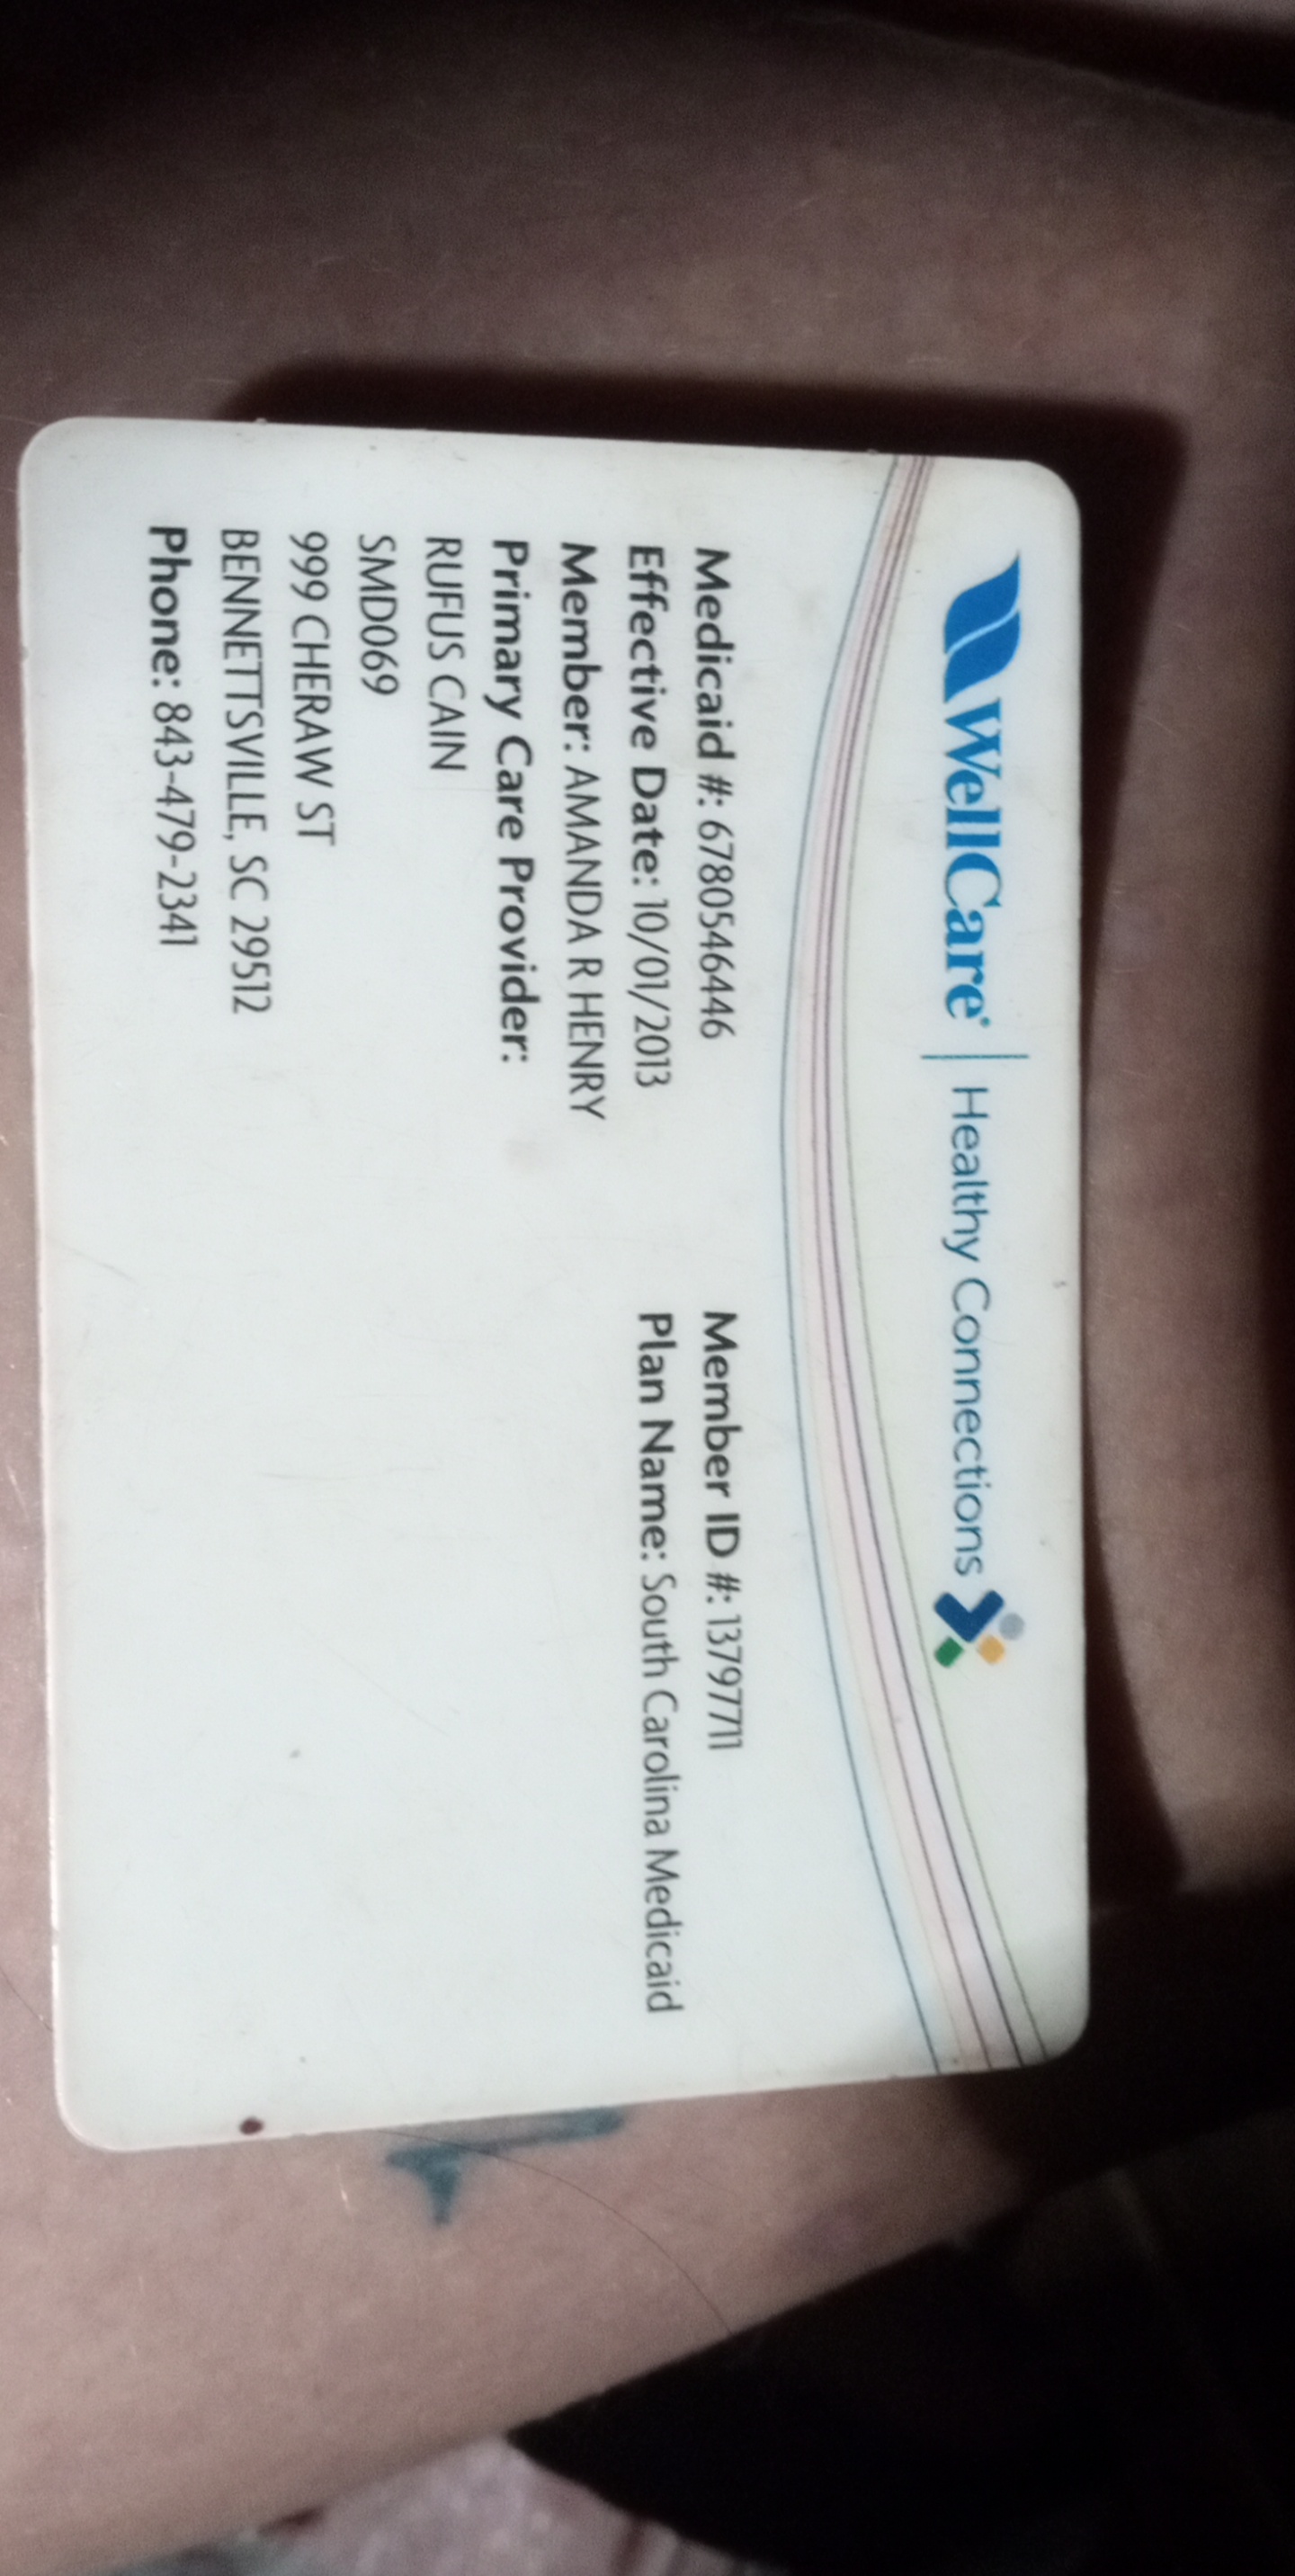 WellCare® | Healthy Connections
Medicaid #: 6780546446 Member ID #: 13797711
Effective Date: 10/01/2013 Plan Name: South Carolina Medicaid
Member: AMANDA R HENRY
Primary Care Provider:
RUFUS CAIN
SMD069
999 CHERAW ST
BENNETTSVILLE, SC 29512
Phone: 843-479-2341